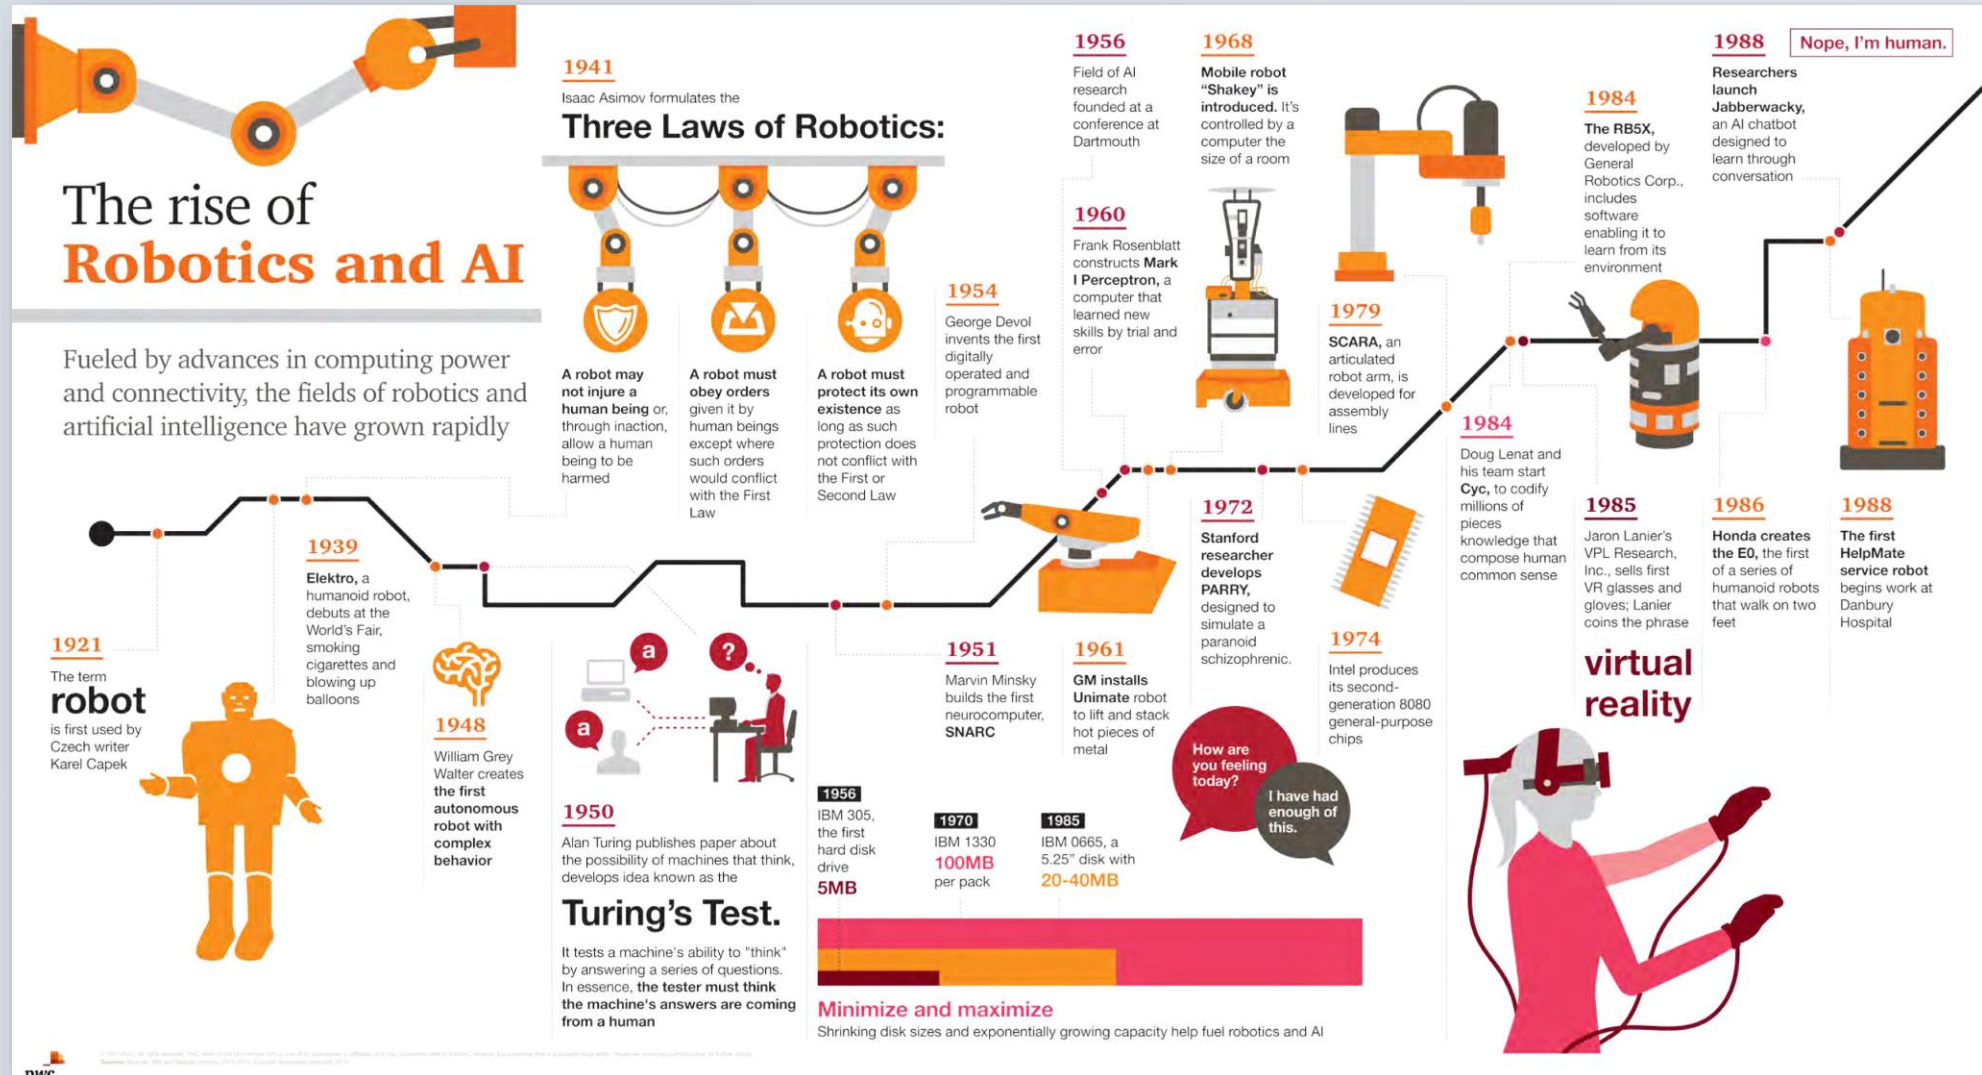 The rise of
Robotics and AI
Fueled by advances in computing power
and connectivity, the fields of robotics and
artificial intelligence have grown rapidly
1921
The term
robot
is first used by
Czech writer
Karel Capek
1939
Elektro, a
humanoid robot,
debuts at the
World's Fair,
smoking
cigarettes and
blowing up
balloons
1941
Isaac Asimov formulates the
Three Laws of Robotics:
A robot may
not injure a
human being or,
through inaction,
allow a human
being to be
harmed
A robot must
obey orders
given it by
human beings
except where
such orders
would conflict
with the First
Law
A robot must
protect its own
existence as
long as such
protection does
not conflict with
the First or
Second Law
1948
William Grey
Walter creates
the first
autonomous
robot with
complex
behavior
a
?
a
1950
Alan Turing publishes paper about
the possibility of machines that think,
develops idea known as the
Turing's Test.
It tests a machine's ability to "think"
by answering a series of questions.
In essence, the tester must think
the machine's answers are coming
from a human
1951
Marvin Minsky
builds the first
neurocomputer,
SNARC
1954
George Devol
invents the first
digitally
operated and
programmable
robot
1956
Field of AI
research
founded at a
conference at
Dartmouth
1960
Frank Rosenblatt
constructs Mark
I Perceptron, a
computer that
learned new
skills by trial and
error
1961
GM installs
Unimate robot
to lift and stack
hot pieces of
metal
1968
Mobile robot
“Shakey” is
introduced. It's
controlled by a
computer the
size of a room
1972
Stanford
researcher
develops
PARRY,
designed to
simulate a
paranoid
schizophrenic.
How are
you feeling
today?
I have had
enough of
this.
1974
Intel produces
its second-
generation 8080
general-purpose
chips
1979
SCARA, an
articulated
robot arm, is
developed for
assembly
lines
1984
Doug Lenat and
his team start
Cyc, to codify
millions of
pieces
knowledge that
compose human
common sense
1984
The RB5X,
developed by
General
Robotics Corp.,
includes
software
enabling it to
learn from its
environment
1985
Jaron Lanier's
VPL Research,
Inc., sells first
VR glasses and
gloves; Lanier
coins the phrase
virtual
reality
1986
Honda creates
the E0, the first
of a series of
humanoid robots
that walk on two
feet
1988
Researchers
launch
Jabberwacky,
an AI chatbot
designed to
learn through
conversation
Nope, I'm human.
1988
The first
HelpMate
service robot
begins work at
Danbury
Hospital
1956
IBM 305,
the first
hard disk
drive
5MB
1970
IBM 1330
100MB
per pack
1985
IBM 0665, a
5.25” disk with
20-40MB
Minimize and maximize
Shrinking disk sizes and exponentially growing capacity help fuel robotics and AI
pwc